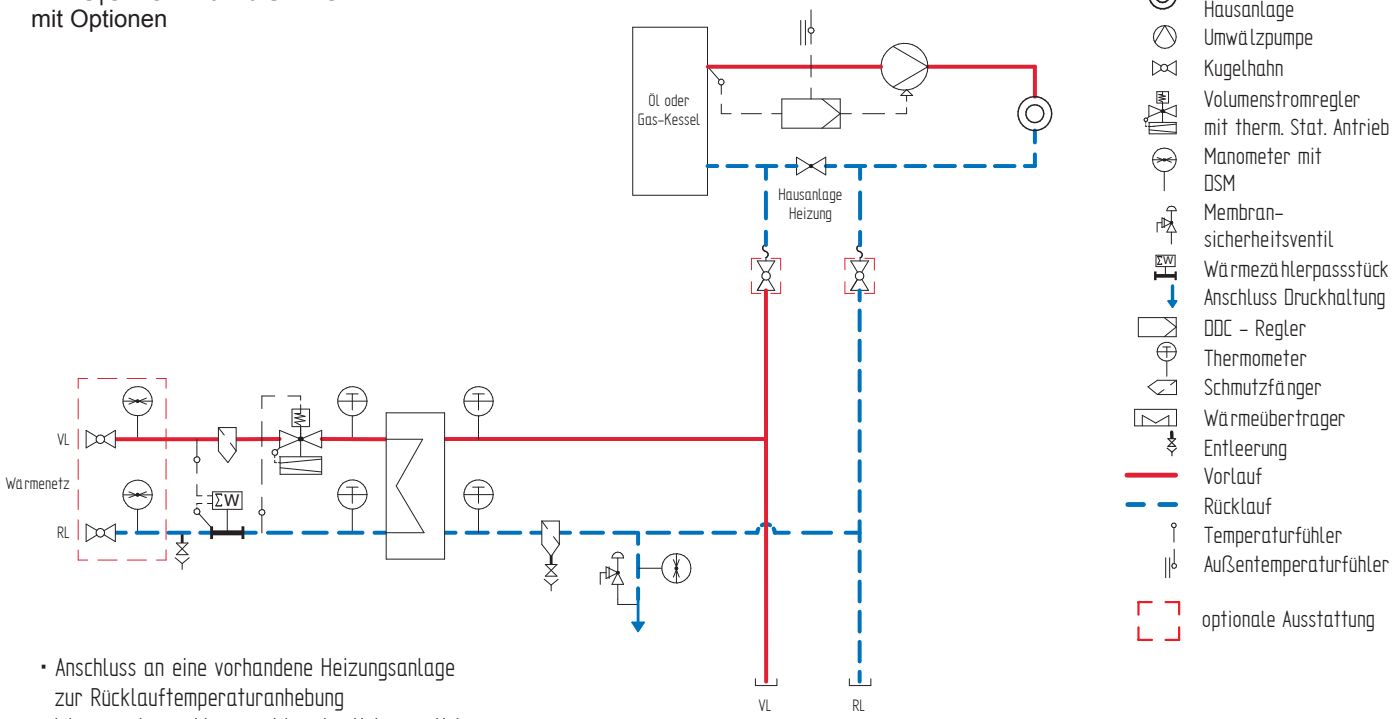 mit Optionen
Öl oder
Gas-Kessel
Hausanlage
Heizung
VL
Wärmenetz
RL
ΣW
VL
RL
• Anschluss an eine vorhandene Heizungsanlage
zur Rücklauftemperaturanhebung
Hausanlage
Umwälzpumpe
Kugelhahn
Volumenstromregler
mit therm. Stat. Antrieb
Manometer mit
DSM
Membran-
sicherheitsventil
ΣW
Wärmezählerpassstück
Anschluss Druckhaltung
DDC - Regler
Thermometer
Schmutzfänger
Wärmeübertrager
Entleerung
Vorlauf
Rücklauf
Temperaturfühler
Außentemperaturfühler
optionale Ausstattung